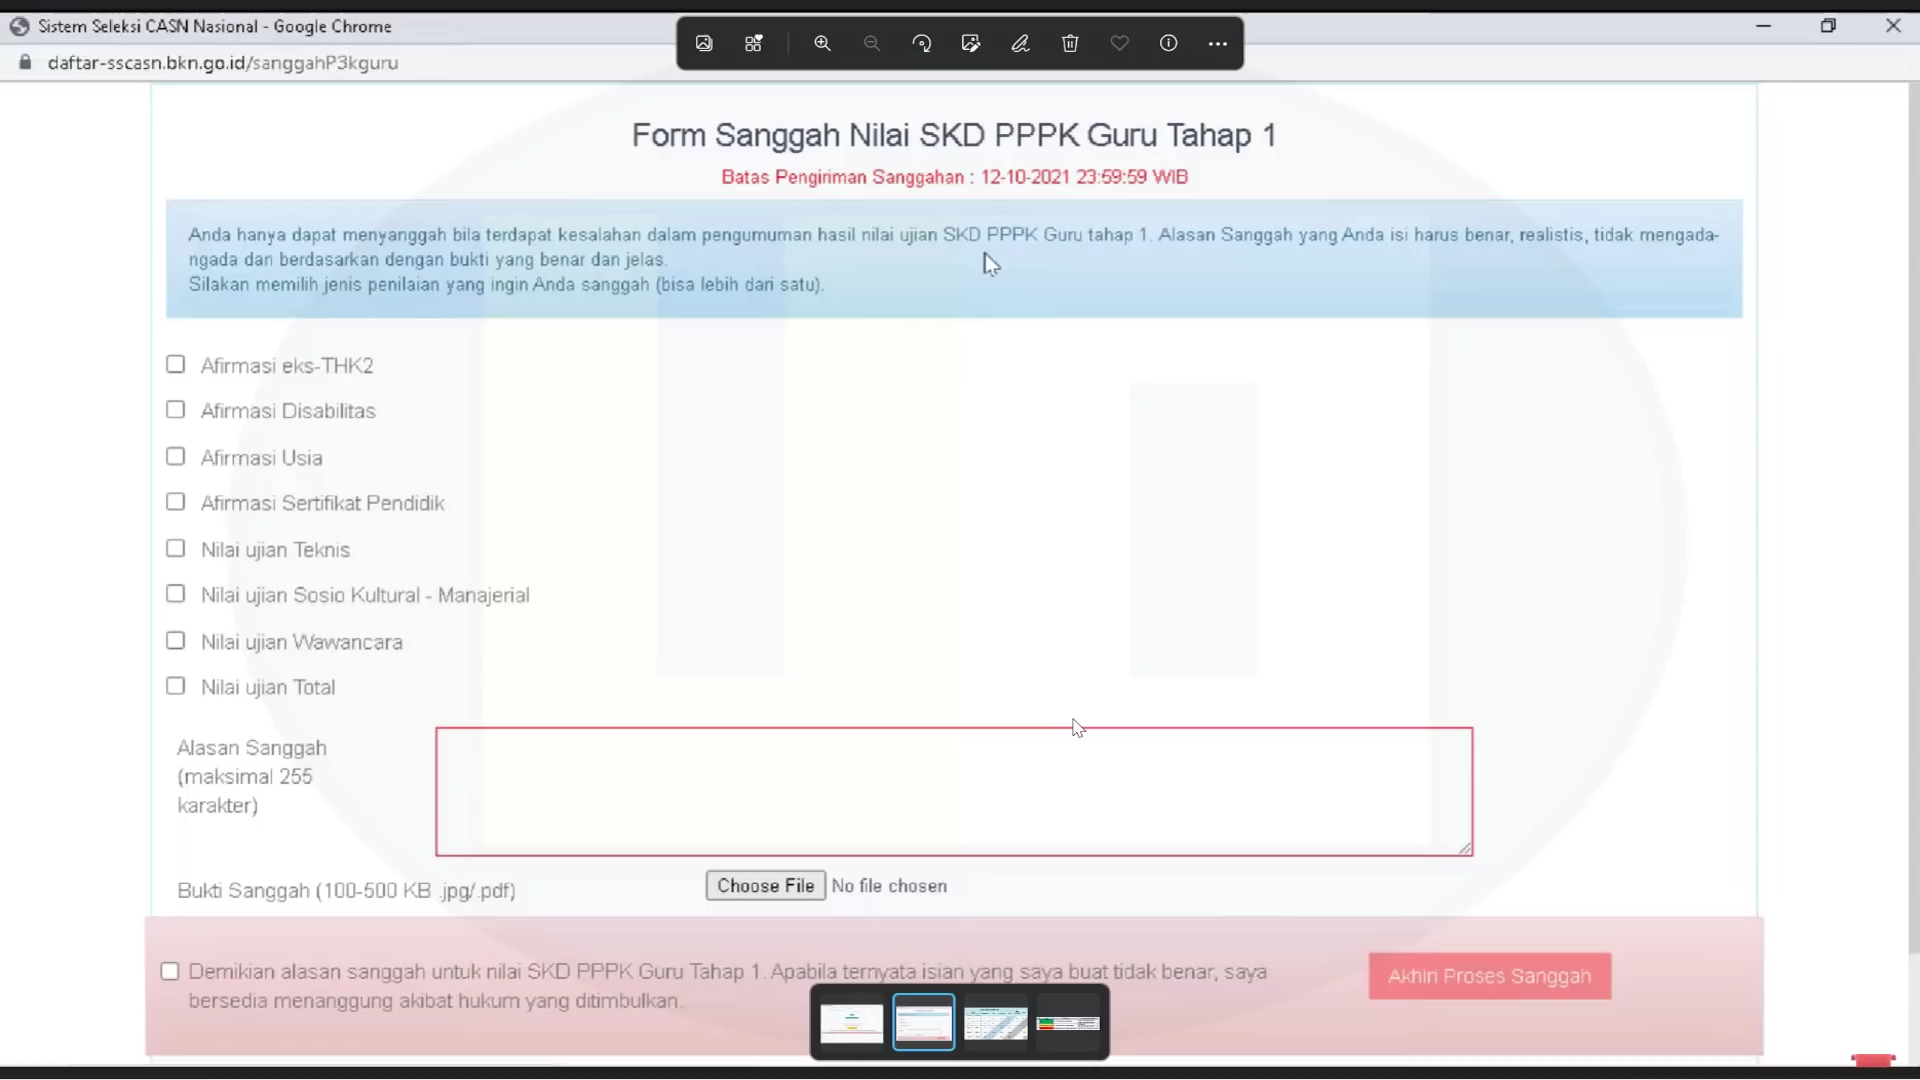 Sistem Seleksi CASN Nasional - Google Chrome
daftar-sscasn.bkn.go.id/sanggahP3kguru
Form Sanggah Nilai SKD PPPK Guru Tahap 1
Batas Pengiriman Sanggahan : 12-10-2021 23:59:59 WIB
Anda hanya dapat menyanggah bila terdapat kesalahan dalam pengumuman hasil nilai ujian SKD PPPK Guru tahap 1. Alasan Sanggah yang Anda isi harus benar, realistis, tidak mengada-
ngada dan berdasarkan dengan bukti yang benar dan jelas.
Silakan memilih jenis penilaian yang ingin Anda sanggah (bisa lebih dari satu).
Afirmasi eks-THK2
Afirmasi Disabilitas
Afirmasi Usia
Afirmasi Sertifikat Pendidik
Nilai ujian Teknis
Nilai ujian Sosio Kultural - Manajerial
Nilai ujian Wawancara
Nilai ujian Total
Alasan Sanggah
(maksimal 255
karakter)
Bukti Sanggah (100-500 KB .jpg/.pdf)
Choose File No file chosen
Demikian alasan sanggah untuk nilai SKD PPPK Guru Tahap 1. Apabila ternyata isian yang saya buat tidak benar, saya
bersedia menanggung akibat hukum yang ditimbulkan.
Akhiri Proses Sanggah